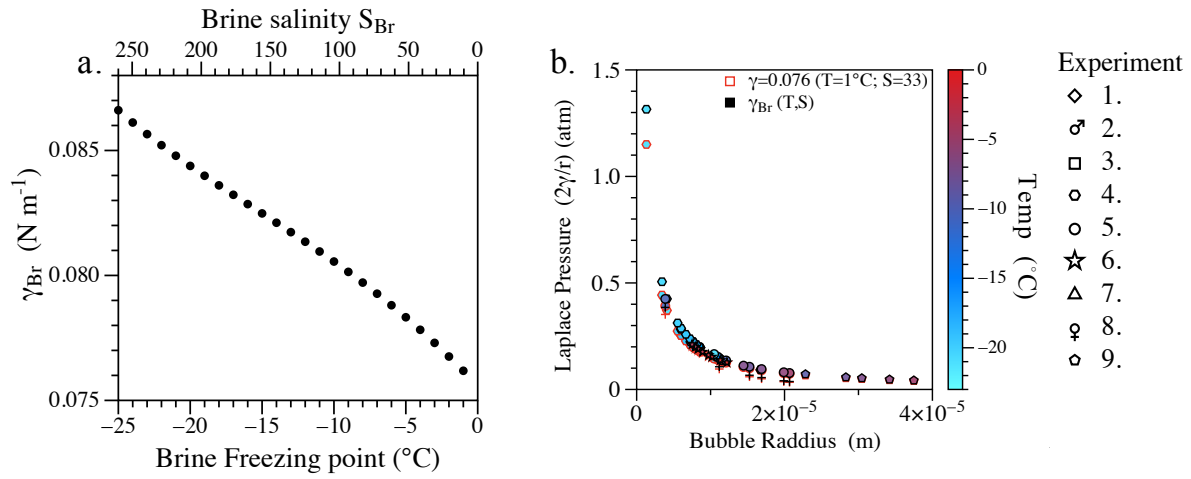 a.
Brine salinity S_Br
250 200 150 100 50 0
γ_Br (N m⁻¹)
0.085
0.080
0.075
−25 −20 −15 −10 −5 0
Brine Freezing point (°C)
b.
Laplace Pressure (2γ/r) (atm)
1.5
1.0
0.5
0
γ=0.076 (T=1°C; S=33)
γ_Br (T,S)
0 2×10⁻⁵ 4×10⁻⁵
Bubble Raddius (m)
0
−5
−10
−15
−20
Temp (°C)
Experiment
1.
2.
3.
4.
5.
6.
7.
8.
9.